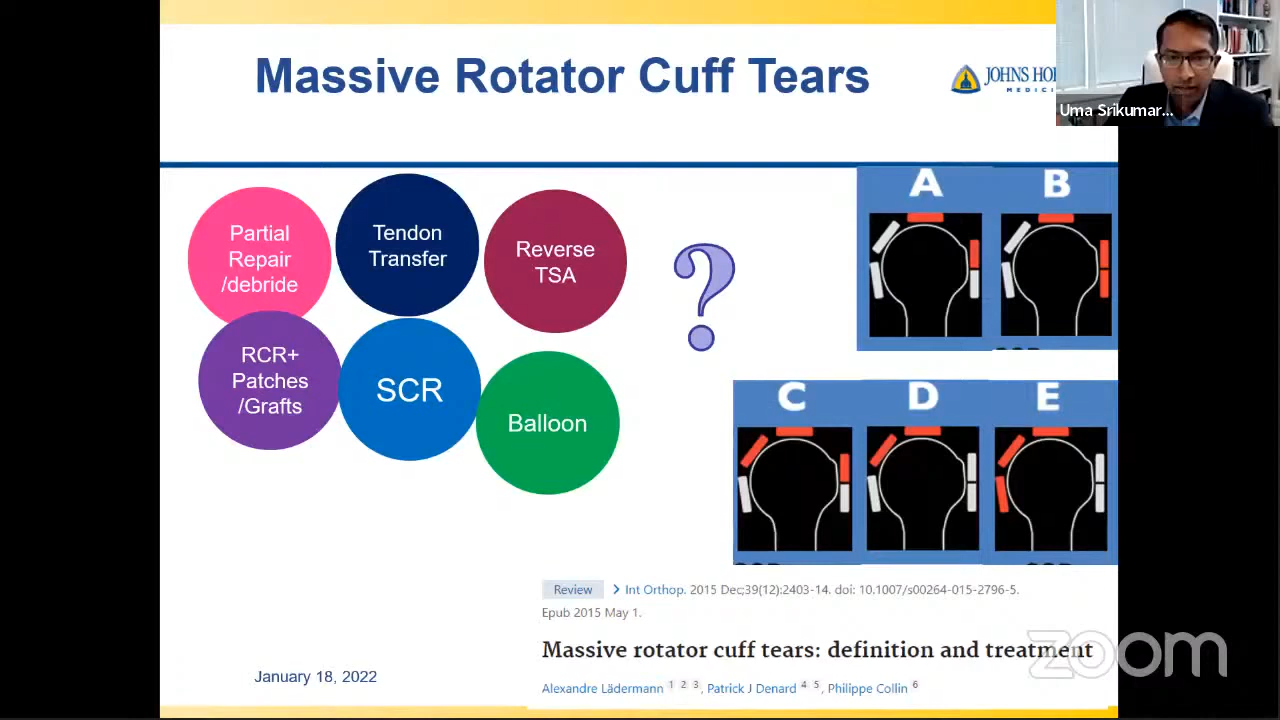 Massive Rotator Cuff Tears
JOHNS
MEDICI
Uma Srikumar...
Partial
Repair
/debride
Tendon
Transfer
Reverse
TSA
?
RCR+
Patches
/Grafts
SCR
Balloon
A
B
C
D
E
Review
Int Orthop. 2015 Dec;39(12):2403-14. doi: 10.1007/s00264-015-2796-5.
Epub 2015 May 1.
Massive rotator cuff tears: definition and treatment
Alexandre Lädermann 1 2 3, Patrick J Denard 4 5, Philippe Collin 6
January 18, 2022
zoom